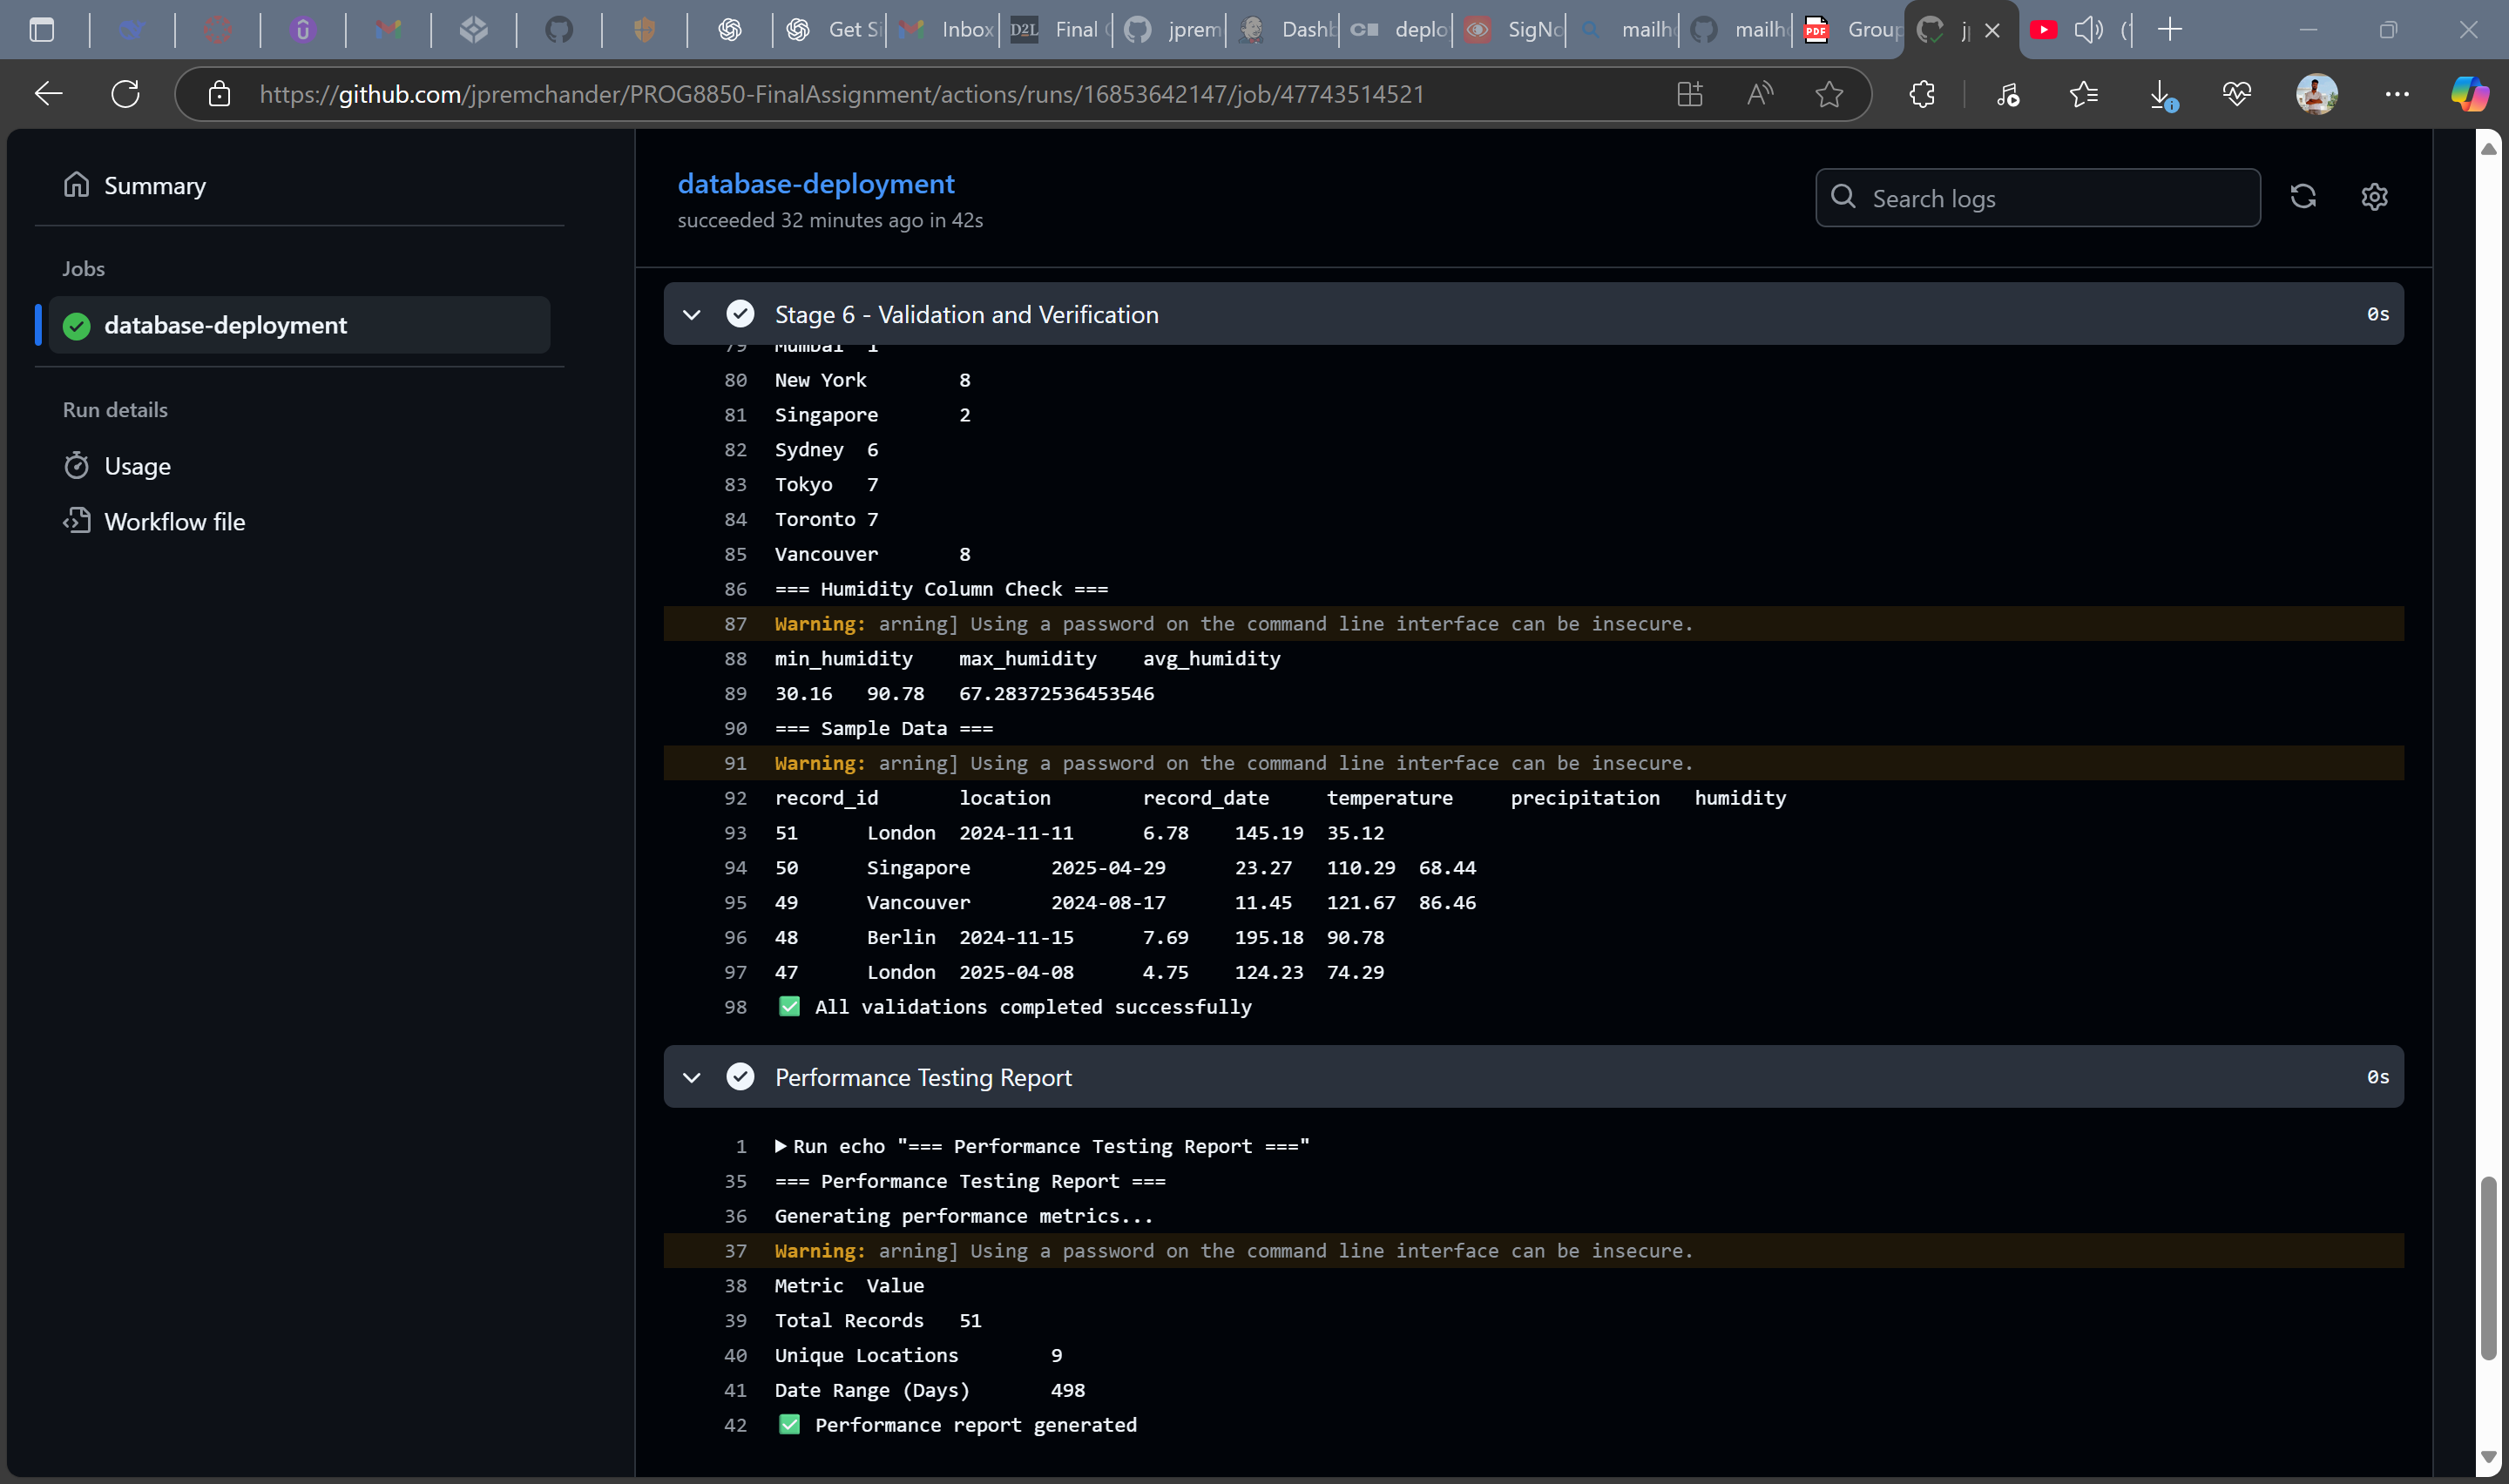 Get Si
Inbox
D2L Final
jprem
Dashb
deplo
SigNo
mailh
mailh
PDF Group
https://github.com/jpremchander/PROG8850-FinalAssignment/actions/runs/16853642147/job/47743514521
Summary
Jobs
database-deployment
Run details
Usage
Workflow file
database-deployment
succeeded 32 minutes ago in 42s
Search logs
Stage 6 - Validation and Verification 0s
79 Mumbai 1
80 New York 8
81 Singapore 2
82 Sydney 6
83 Tokyo 7
84 Toronto 7
85 Vancouver 8
86 === Humidity Column Check ===
87 Warning: arning] Using a password on the command line interface can be insecure.
88 min_humidity max_humidity avg_humidity
89 30.16 90.78 67.28372536453546
90 === Sample Data ===
91 Warning: arning] Using a password on the command line interface can be insecure.
92 record_id location record_date temperature precipitation humidity
93 51 London 2024-11-11 6.78 145.19 35.12
94 50 Singapore 2025-04-29 23.27 110.29 68.44
95 49 Vancouver 2024-08-17 11.45 121.67 86.46
96 48 Berlin 2024-11-15 7.69 195.18 90.78
97 47 London 2025-04-08 4.75 124.23 74.29
98 ✅ All validations completed successfully
Performance Testing Report 0s
1 Run echo "=== Performance Testing Report ==="
35 === Performance Testing Report ===
36 Generating performance metrics...
37 Warning: arning] Using a password on the command line interface can be insecure.
38 Metric Value
39 Total Records 51
40 Unique Locations 9
41 Date Range (Days) 498
42 ✅ Performance report generated